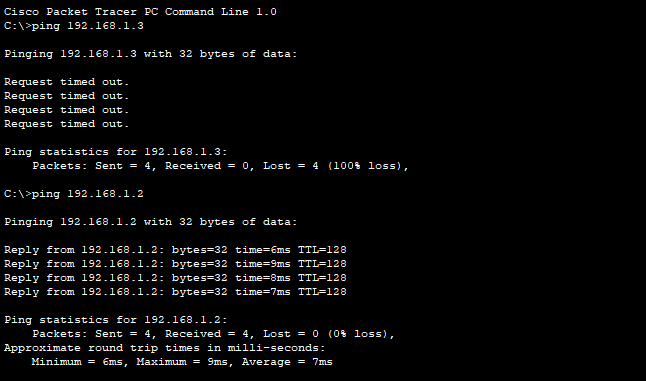 Cisco Packet Tracer PC Command Line 1.0
C:\>ping 192.168.1.3
Pinging 192.168.1.3 with 32 bytes of data:
Request timed out.
Request timed out.
Request timed out.
Request timed out.
Ping statistics for 192.168.1.3:
    Packets: Sent = 4, Received = 0, Lost = 4 (100% loss),
C:\>ping 192.168.1.2
Pinging 192.168.1.2 with 32 bytes of data:
Reply from 192.168.1.2: bytes=32 time=6ms TTL=128
Reply from 192.168.1.2: bytes=32 time=9ms TTL=128
Reply from 192.168.1.2: bytes=32 time=8ms TTL=128
Reply from 192.168.1.2: bytes=32 time=7ms TTL=128
Ping statistics for 192.168.1.2:
    Packets: Sent = 4, Received = 4, Lost = 0 (0% loss),
Approximate round trip times in milli-seconds:
    Minimum = 6ms, Maximum = 9ms, Average = 7ms